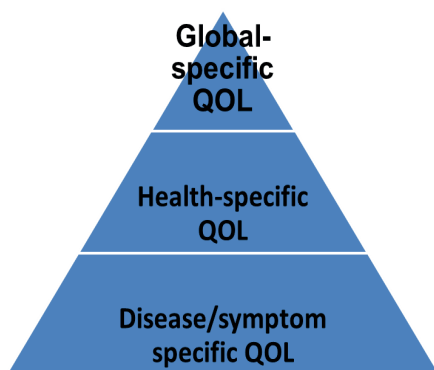 Global-
specific
QOL
Health-specific
QOL
Disease/symptom
specific QOL